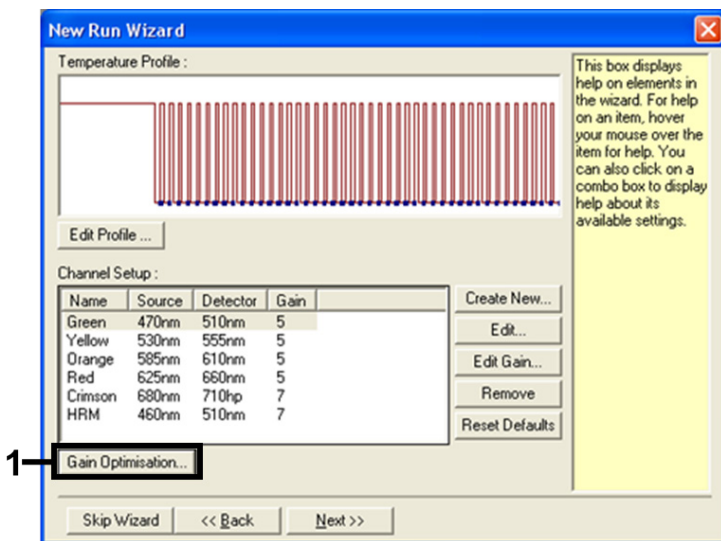 New Run Wizard
Temperature Profile :
Edit Profile ...
Channel Setup :
Name Source Detector Gain
Green 470nm 510nm 5
Yellow 530nm 555nm 5
Orange 585nm 610nm 5
Red 625nm 660nm 5
Crimson 680nm 710hp 7
HRM 460nm 510nm 7
Create New...
Edit...
Edit Gain...
Remove
Reset Defaults
1
Gain Optimisation...
Skip Wizard
<< Back
Next >>
This box displays
help on elements in
the wizard. For help
on an item, hover
your mouse over the
item for help. You
can also click on a
combo box to display
help about its
available settings.